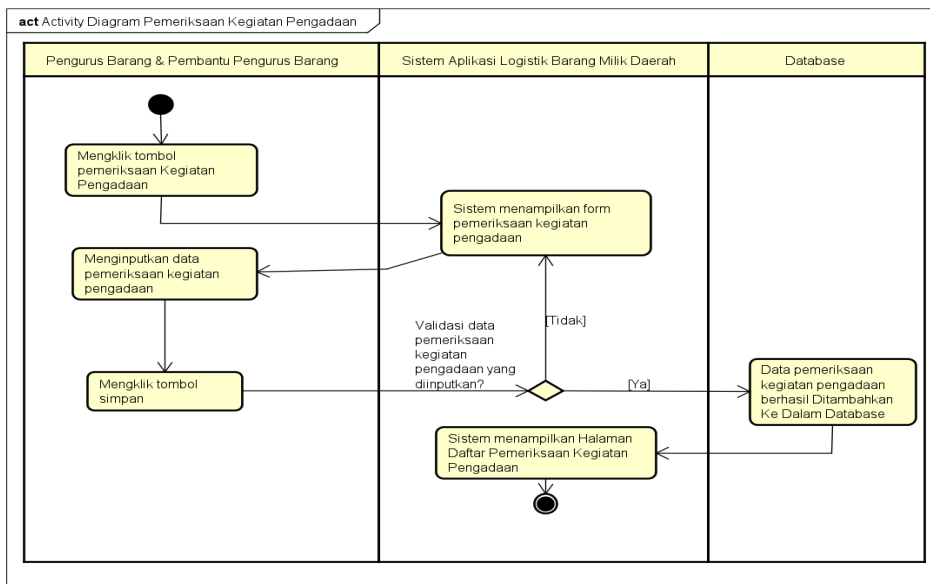 act Activity Diagram Pemeriksaan Kegiatan Pengadaan
Pengurus Barang & Pembantu Pengurus Barang
Sistem Aplikasi Logistik Barang Milik Daerah
Database
Mengklik tombol
pemeriksaan Kegiatan
Pengadaan
Sistem menampilkan form
pemeriksaan kegiatan
pengadaan
Menginputkan data
pemeriksaan kegiatan
pengadaan
[Tidak]
Validasi data
pemeriksaan
kegiatan
pengadaan yang
diinputkan?
Mengklik tombol
simpan
[Ya]
Data pemeriksaan
kegiatan pengadaan
berhasil Ditambahkan
Ke Dalam Database
Sistem menampilkan Halaman
Daftar Pemeriksaan Kegiatan
Pengadaan